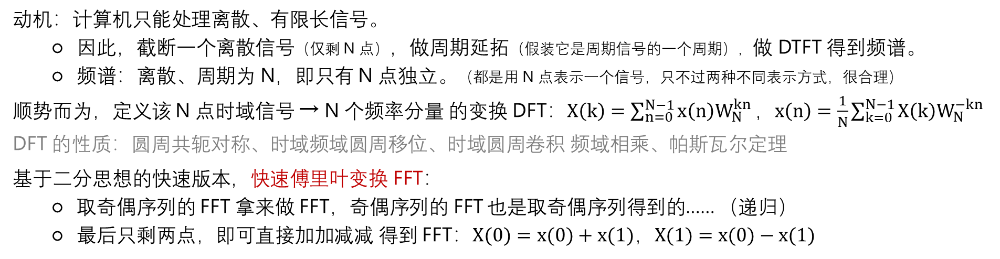 动机：计算机只能处理离散、有限长信号。
○ 因此，截断一个离散信号（仅剩 N 点），做周期延拓（假装它是周期信号的一个周期），做 DTFT 得到频谱。
○ 频谱：离散、周期为 N，即只有 N 点独立。（都是用 N 点表示一个信号，只不过两种不同表示方式，很合理）
顺势而为，定义该 N 点时域信号 → N 个频率分量 的变换 DFT：X(k) = ∑_{n=0}^{N−1} x(n)W_N^{kn}，x(n) = \frac{1}{N} ∑_{k=0}^{N−1} X(k)W_N^{−kn}
DFT 的性质：圆周共轭对称、时域频域圆周移位、时域圆周卷积 频域相乘、帕斯瓦尔定理
基于二分思想的快速版本，快速傅里叶变换 FFT：
○ 取奇偶序列的 FFT 拿来做 FFT，奇偶序列的 FFT 也是取奇偶序列得到的……（递归）
○ 最后只剩两点，即可直接加加减减 得到 FFT：X(0) = x(0) + x(1)，X(1) = x(0) − x(1)